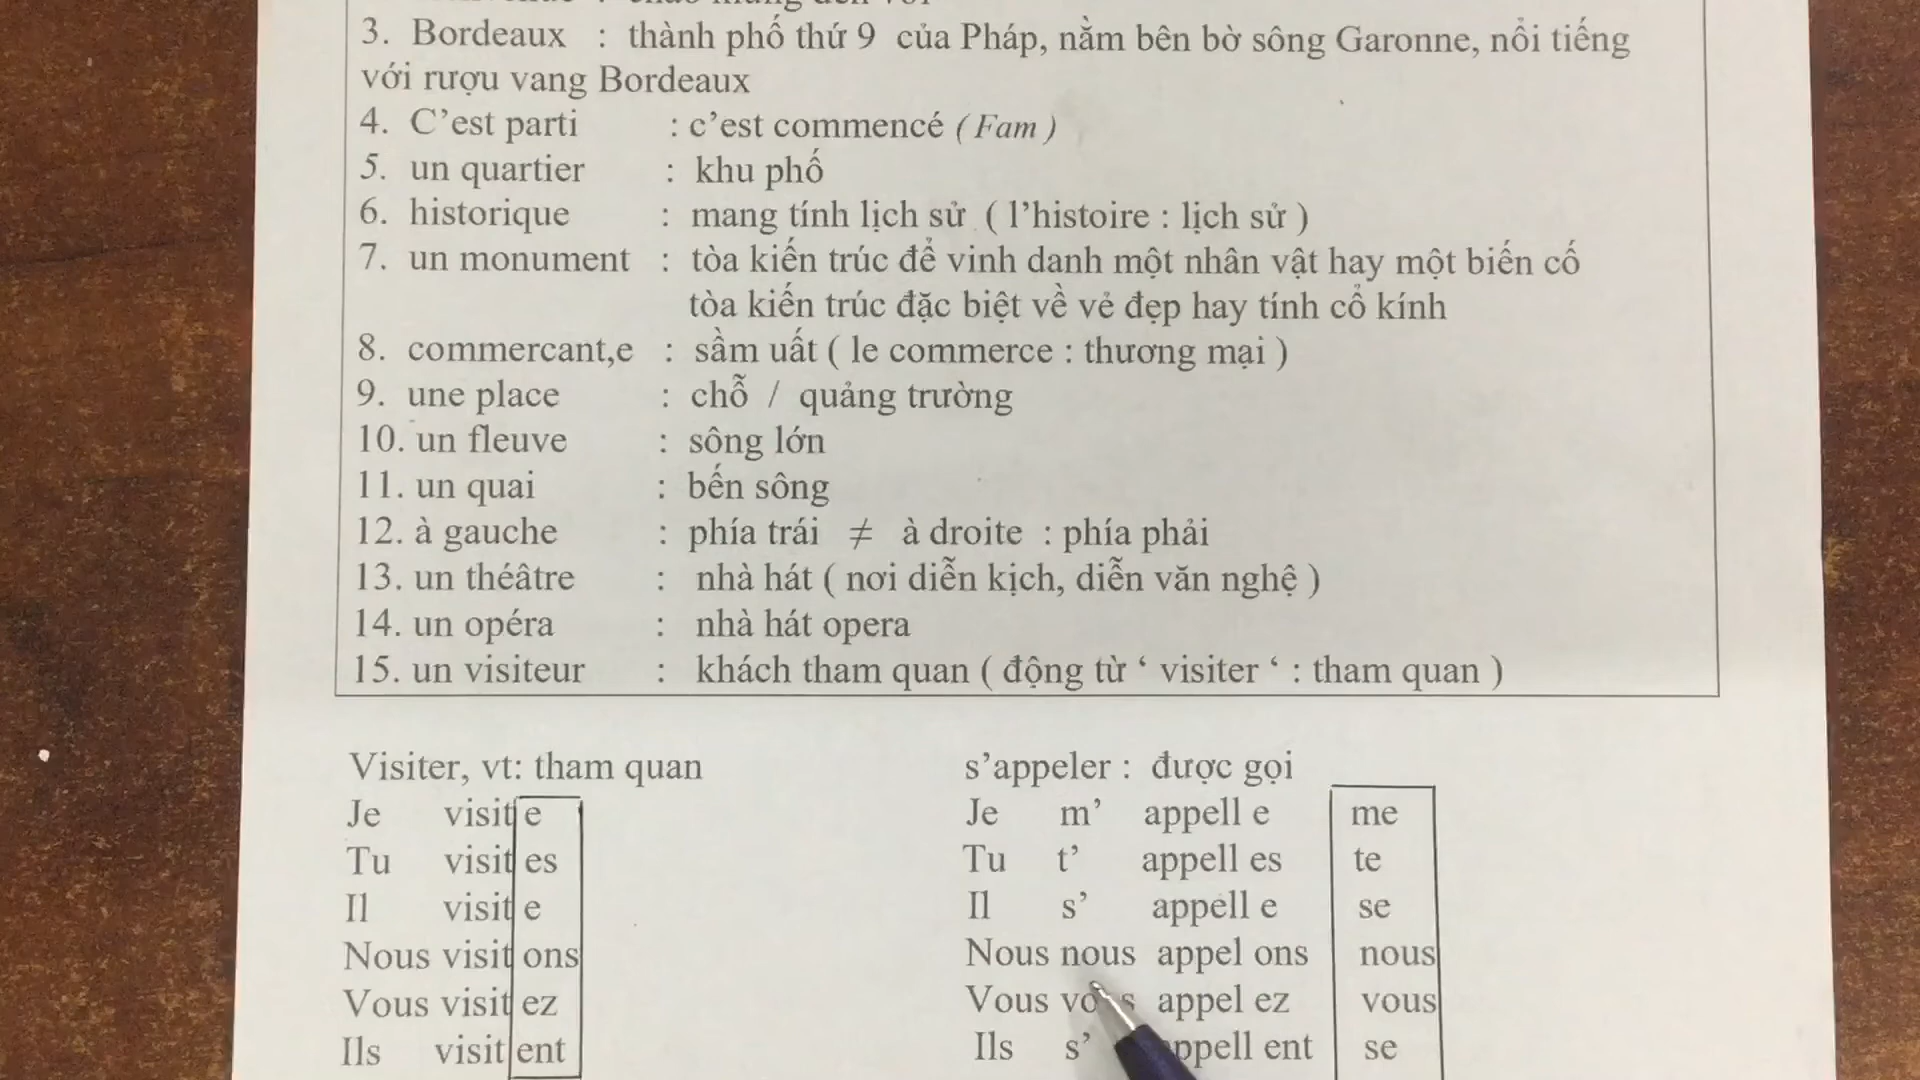 chào mừng đến với
3. Bordeaux : thành phố thứ 9 của Pháp, nằm bên bờ sông Garonne, nổi tiếng
với rượu vang Bordeaux
4. C’est parti : c’est commencé ( Fam )
5. un quartier : khu phố
6. historique : mang tính lịch sử ( l’histoire : lịch sử )
7. un monument : tòa kiến trúc để vinh danh một nhân vật hay một biến cố
tòa kiến trúc đặc biệt về vẻ đẹp hay tính cổ kính
8. commercant,e : sầm uất ( le commerce : thương mại )
9. une place : chỗ / quảng trường
10. un fleuve : sông lớn
11. un quai : bến sông
12. à gauche : phía trái ≠ à droite : phía phải
13. un théâtre : nhà hát ( nơi diễn kịch, diễn văn nghệ )
14. un opéra : nhà hát opera
15. un visiteur : khách tham quan ( động từ ‘ visiter ‘ : tham quan )
Visiter, vt: tham quan
Je visit e
Tu visit es
Il visit e
Nous visit ons
Vous visit ez
Ils visit ent
s’appeler : được gọi
Je m’ appell e me
Tu t’ appell es te
Il s’ appell e se
Nous nous appel ons nous
Vous vous appel ez vous
Ils s’ appell ent se